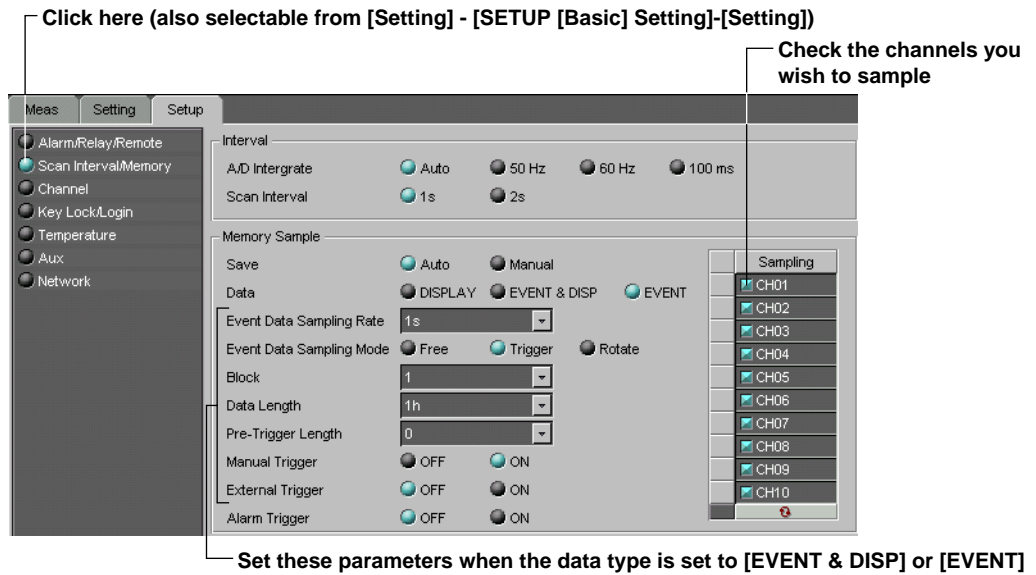 Click here (also selectable from [Setting] - [SETUP [Basic] Setting]-[Setting])
Check the channels you
wish to sample
Meas Setting Setup
Alarm/Relay/Remote
Scan Interval/Memory
Channel
Key Lock/Login
Temperature
Aux
Network
Interval
A/D Intergrate Auto 50 Hz 60 Hz 100 ms
Scan Interval 1s 2s
Memory Sample
Save Auto Manual
Data DISPLAY EVENT & DISP EVENT
Event Data Sampling Rate 1s
Event Data Sampling Mode Free Trigger Rotate
Block 1
Data Length 1h
Pre-Trigger Length 0
Manual Trigger OFF ON
External Trigger OFF ON
Alarm Trigger OFF ON
Sampling
CH01
CH02
CH03
CH04
CH05
CH06
CH07
CH08
CH09
CH10
Set these parameters when the data type is set to [EVENT & DISP] or [EVENT]